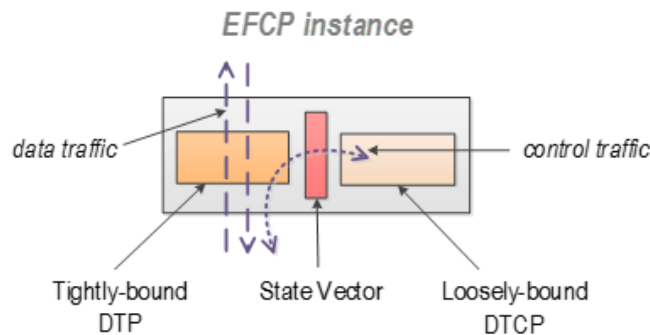 EFCP instance
data traffic
control traffic
Tightly-bound
DTP
State Vector
Loosely-bound
DTCP